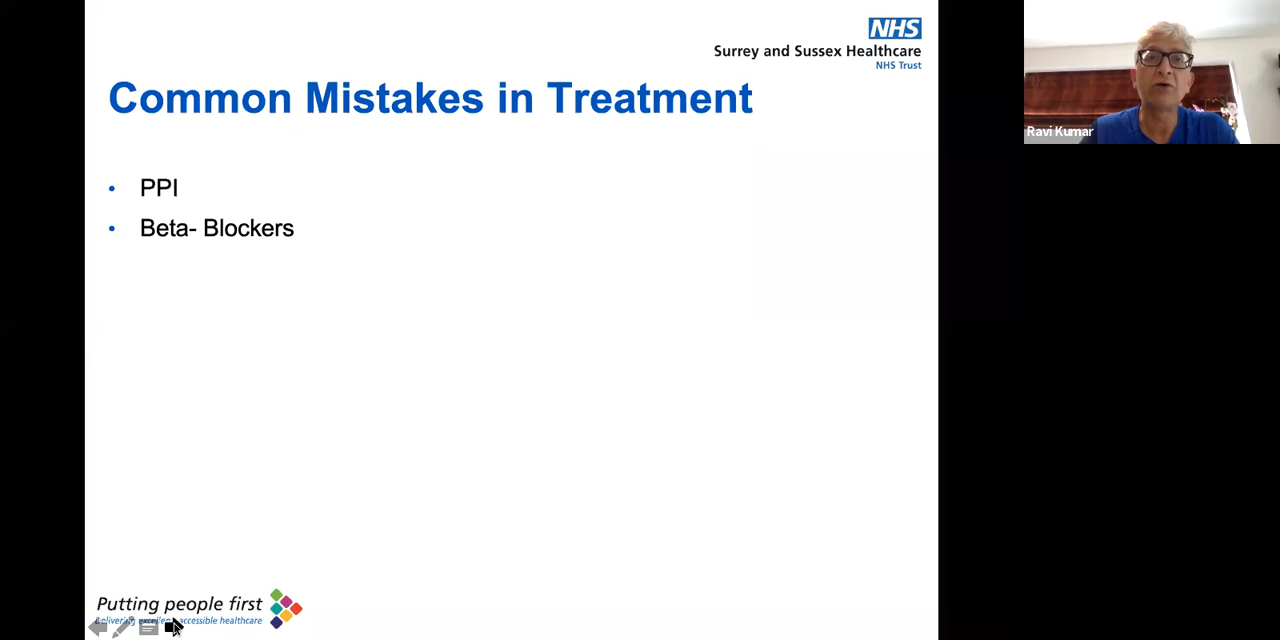 NHS
Surrey and Sussex Healthcare
NHS Trust
Common Mistakes in Treatment
• PPI
• Beta- Blockers
Putting people first
Delivering excellent, accessible healthcare
Ravi Kumar